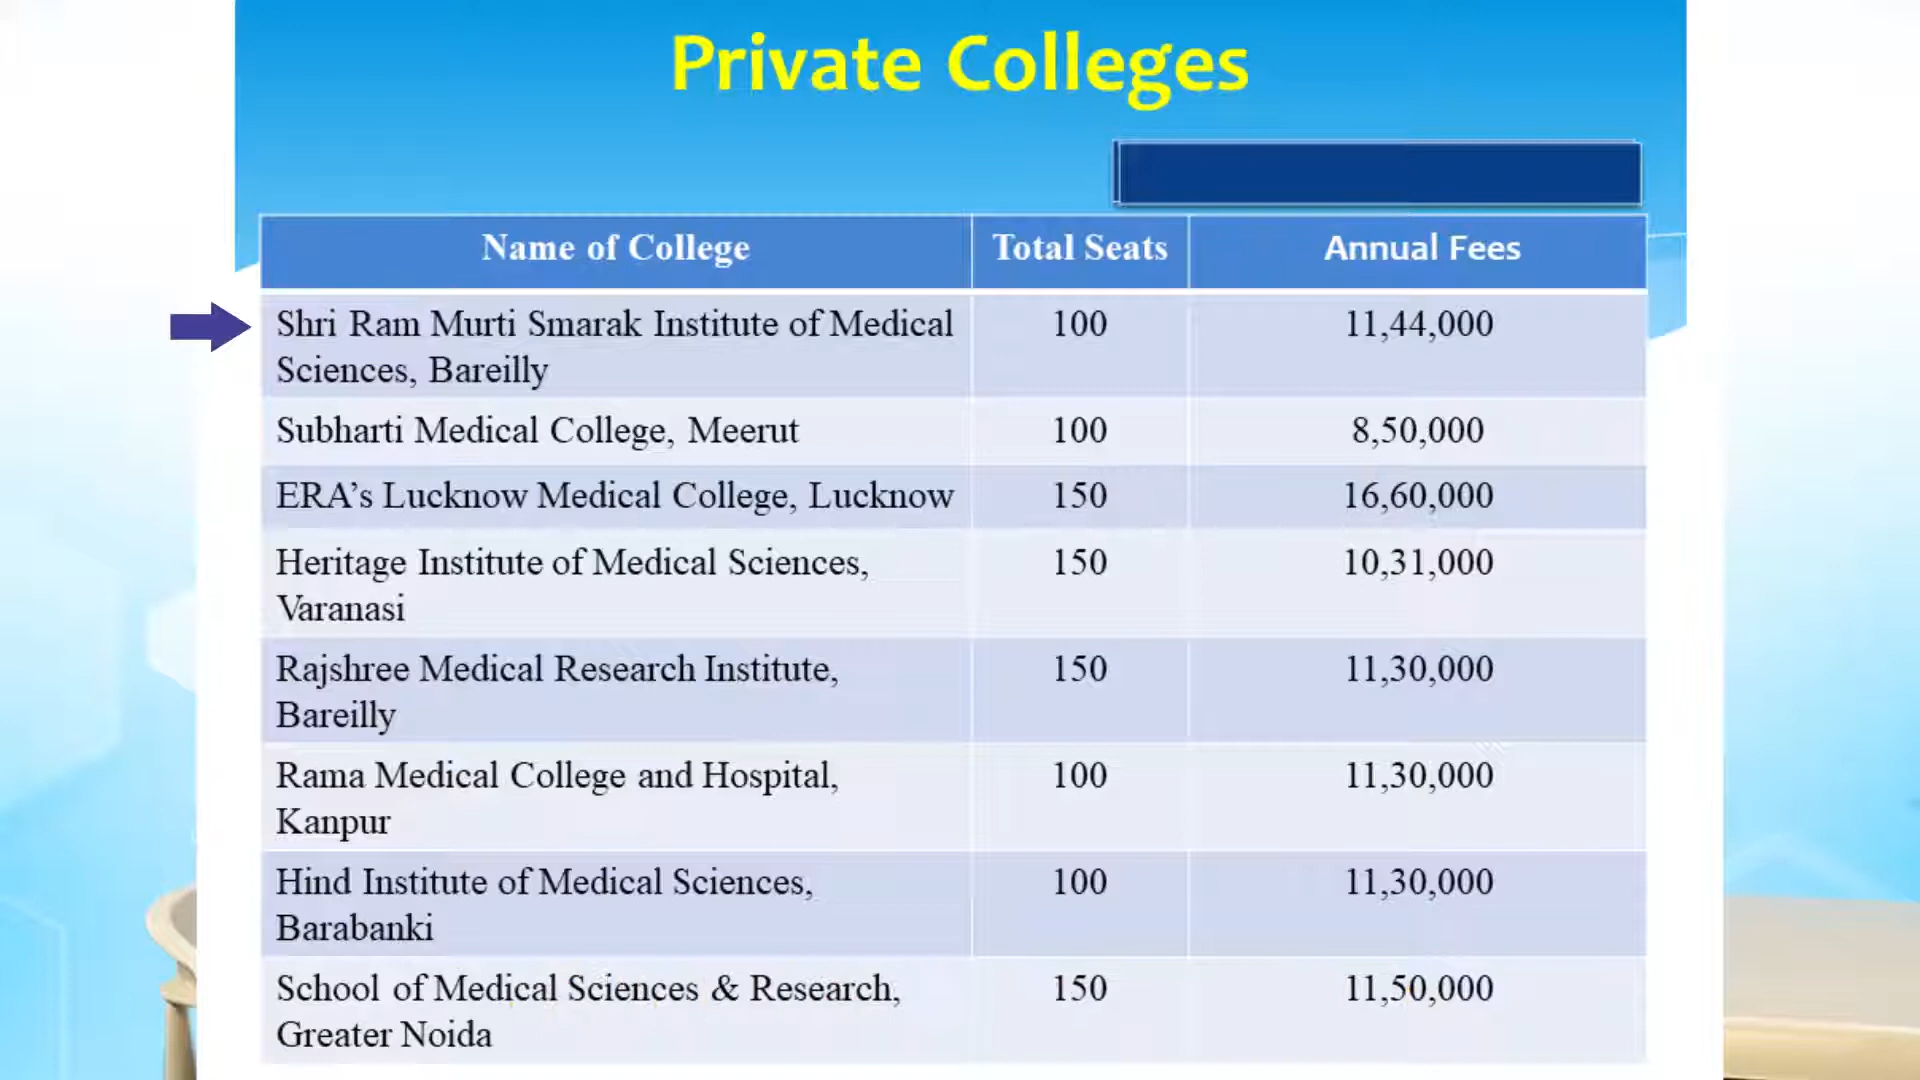 Private Colleges
Name of College Total Seats Annual Fees
Shri Ram Murti Smarak Institute of Medical 100 11,44,000
Sciences, Bareilly
Subharti Medical College, Meerut 100 8,50,000
ERA’s Lucknow Medical College, Lucknow 150 16,60,000
Heritage Institute of Medical Sciences, 150 10,31,000
Varanasi
Rajshree Medical Research Institute, 150 11,30,000
Bareilly
Rama Medical College and Hospital, 100 11,30,000
Kanpur
Hind Institute of Medical Sciences, 100 11,30,000
Barabanki
School of Medical Sciences & Research, 150 11,50,000
Greater Noida